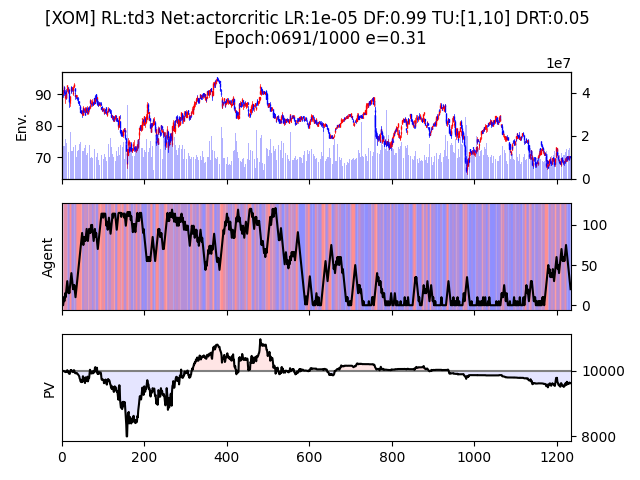 [XOM] RL:td3 Net:actorcritic LR:1e-05 DF:0.99 TU:[1,10] DRT:0.05
Epoch:0691/1000 e=0.31
1e7
Env.
90
80
70
4
2
0
Agent
100
50
0
PV
10000
8000
0 200 400 600 800 1000 1200